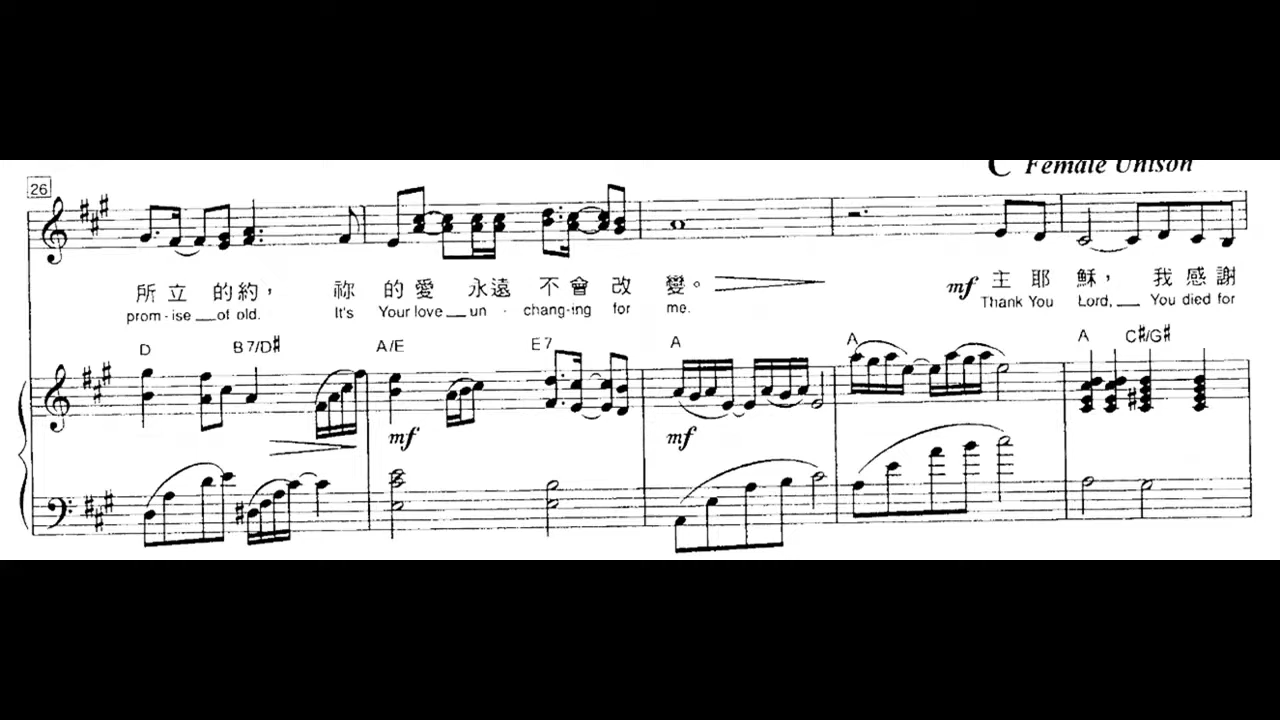 C Female Unison
26
所立的約， 祢的愛永遠不會改變。 mf 主耶穌， 我感謝
prom-ise __ of old. It's Your love __ un - chang-ing for me. Thank You Lord, __ You died for
D B7/D# A/E E7 A A A C#/G#
mf mf